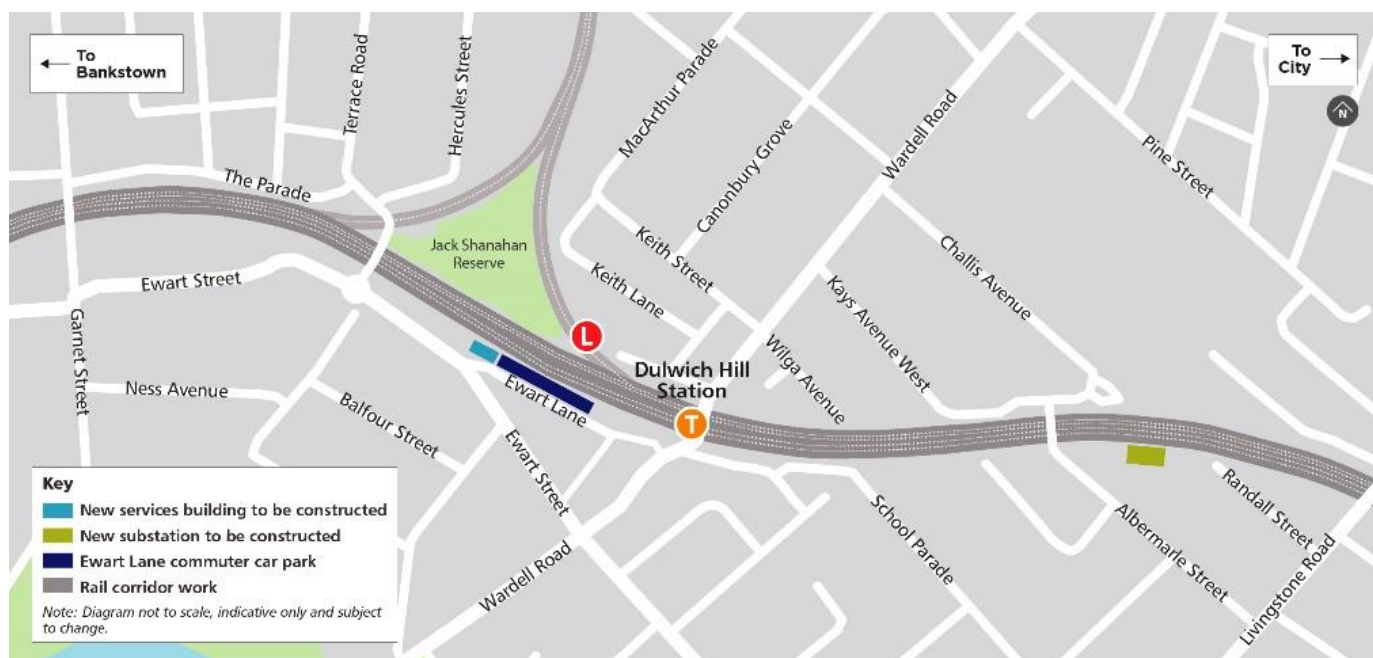 To
Bankstown
To
City
N
Terrace Road
Hercules Street
MacArthur Parade
Canonbury Grove
Wardell Road
Pine Street
The Parade
Jack Shanahan
Reserve
Keith Street
Keith Lane
Challis Avenue
Kays Avenue West
Wilga Avenue
Ewart Street
Garnet Street
L
Dulwich Hill
Station
T
Ness Avenue
Balfour Street
Ewart Lane
Ewart Street
Wardell Road
School Parade
Albermarle Street
Randall Street
Livingstone Road
Key
New services building to be constructed
New substation to be constructed
Ewart Lane commuter car park
Rail corridor work
Note: Diagram not to scale, indicative only and subject
to change.